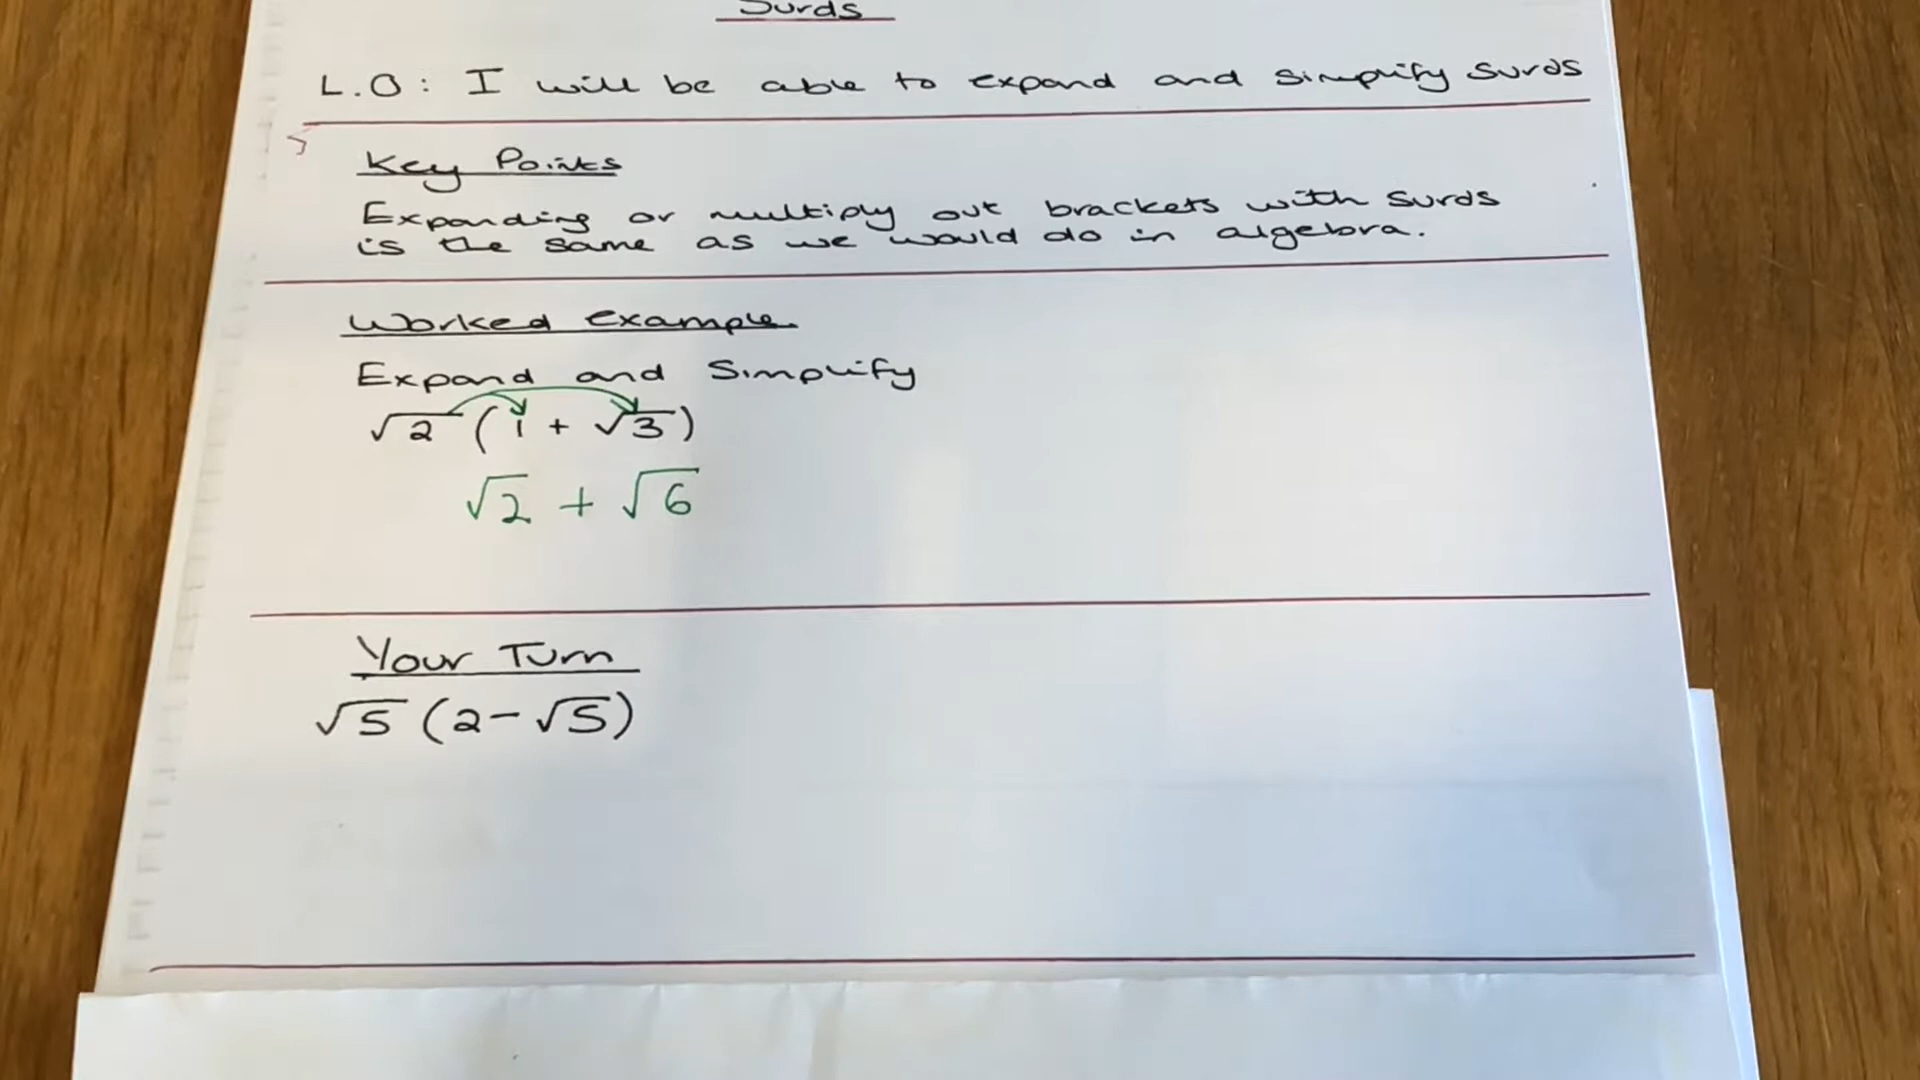 Surds
L.O: I will be able to expand and simplify surds
Key Points
Expanding or multiply out brackets with surds
is the same as we would do in algebra.
Worked example
Expand and Simplify
√2 (1 + √3)
√2 + √6
Your Turn
√5 (2-√5)